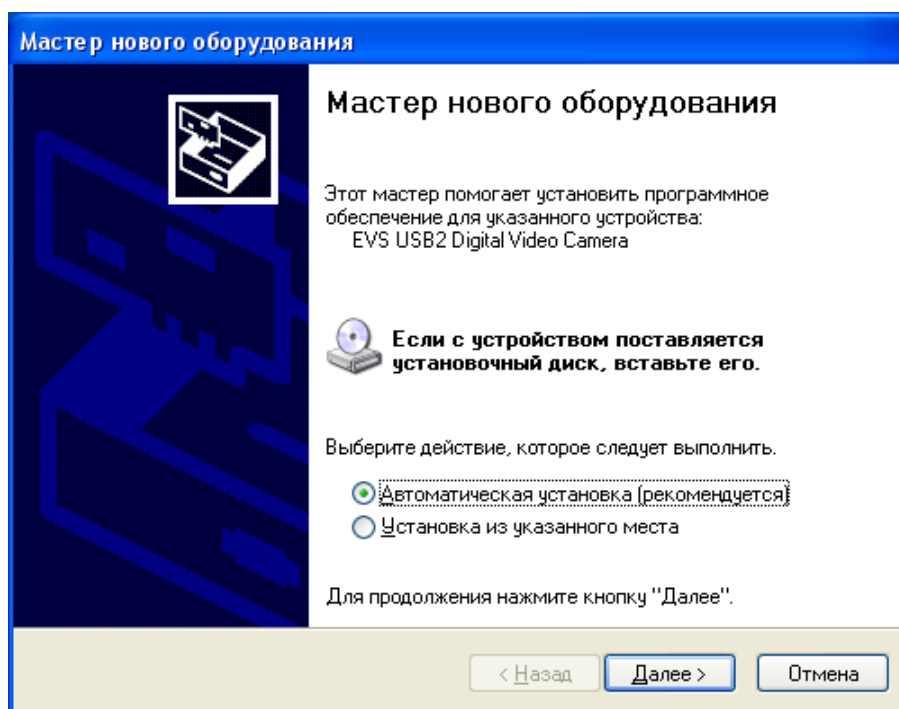 Мастер нового оборудования
Мастер нового оборудования
Этот мастер помогает установить программное
обеспечение для указанного устройства:
EVS USB2 Digital Video Camera
Если с устройством поставляется
установочный диск, вставьте его.
Выберите действие, которое следует выполнить.
Автоматическая установка (рекомендуется)
Установка из указанного места
Для продолжения нажмите кнопку "Далее".
< Назад
Далее >
Отмена